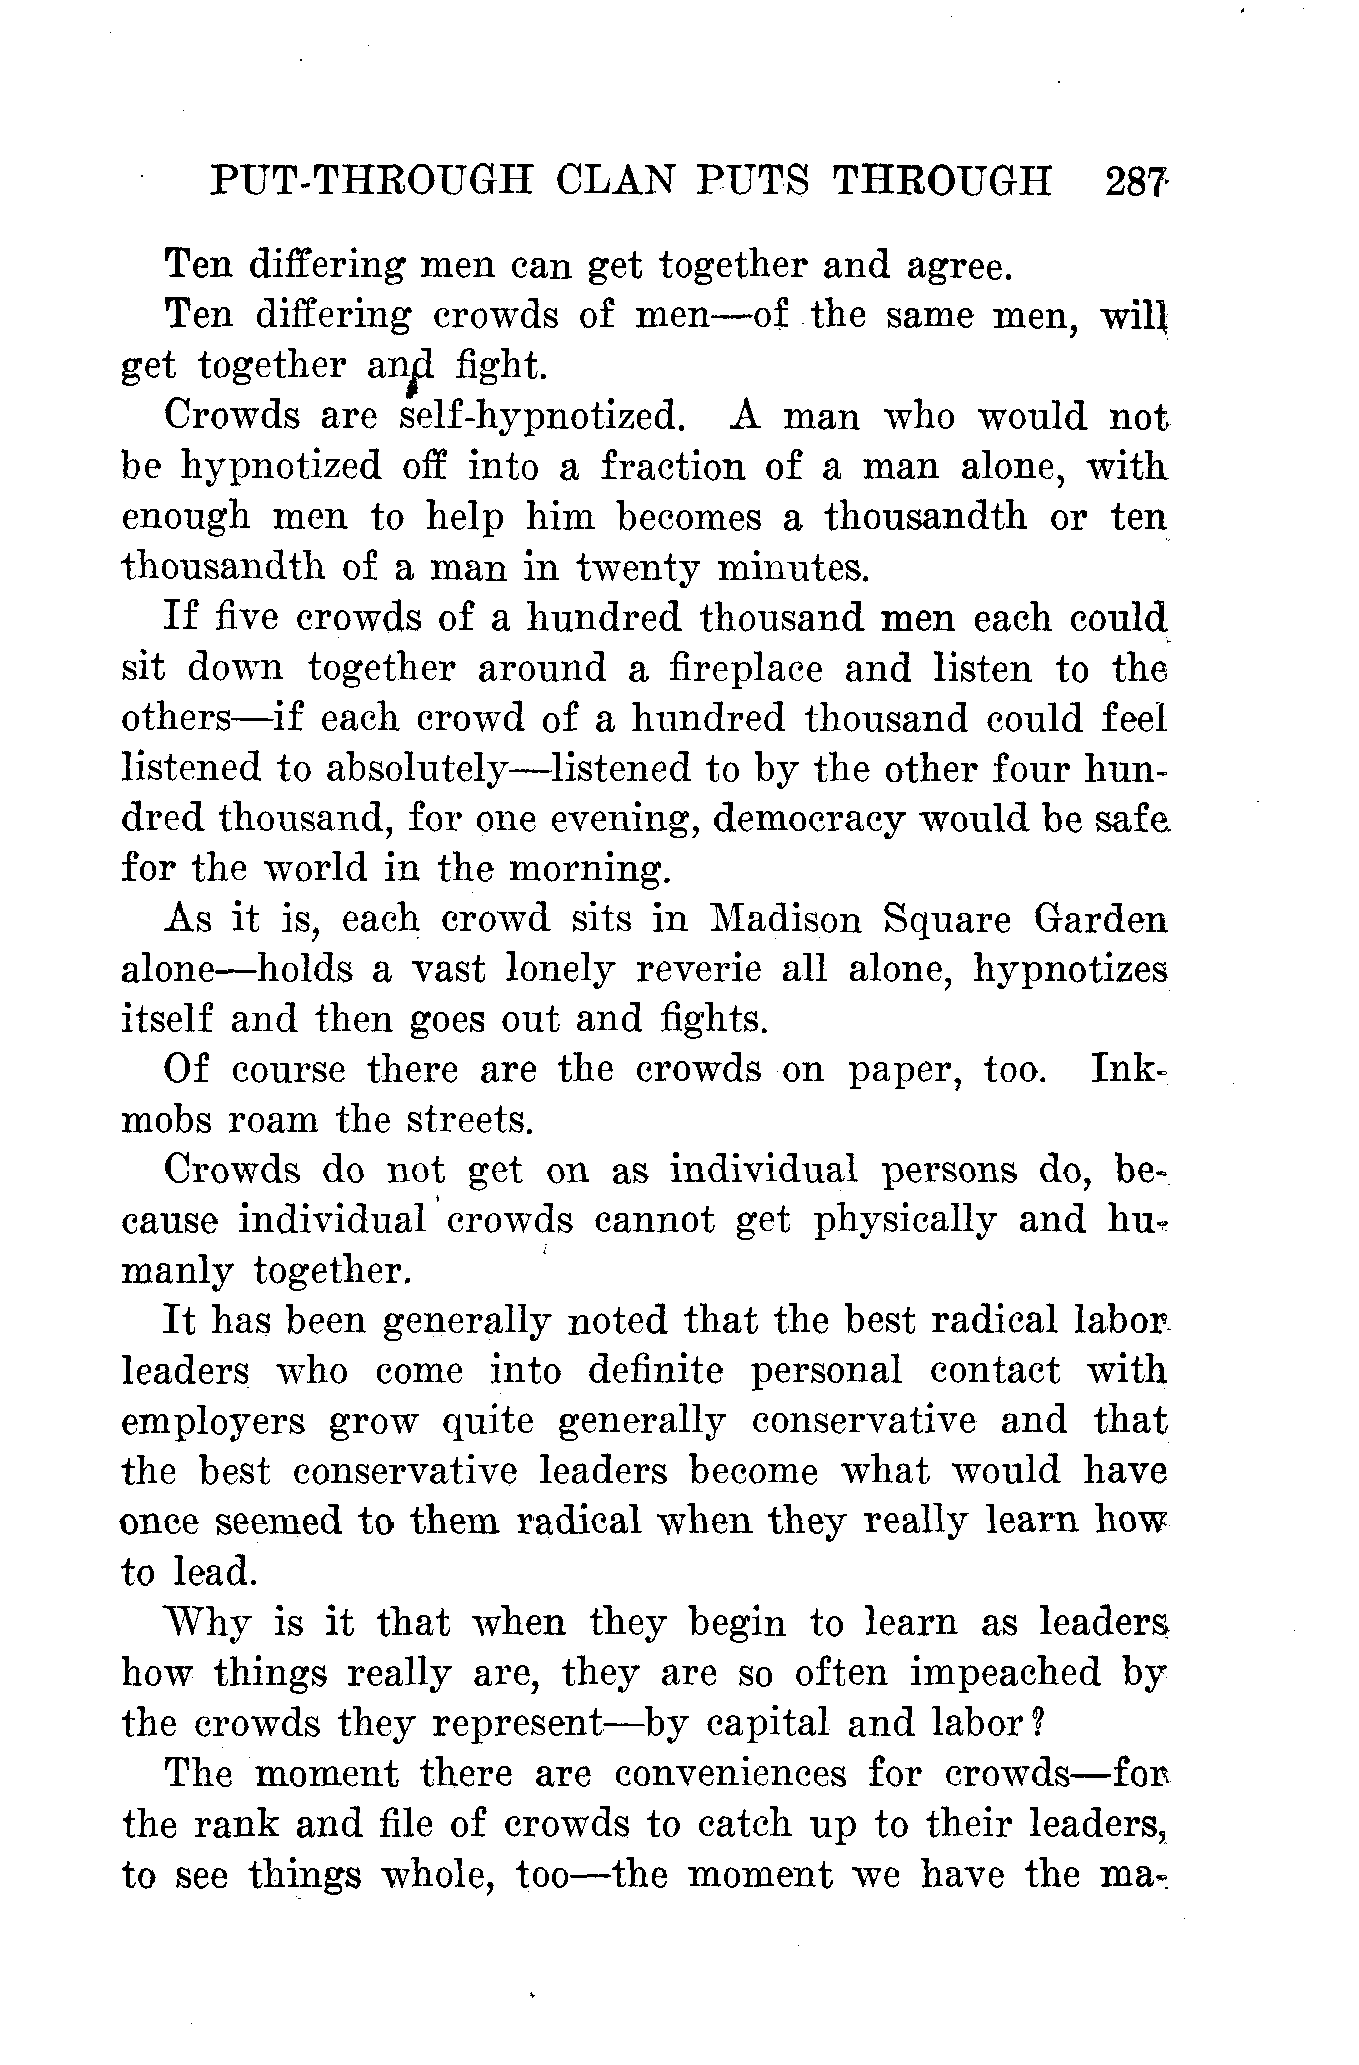 PUT-THROUGH CLAN PUTS THROUGH 287
Ten differing men can get together and agree.
Ten differing crowds of men—of the same men, will
get together and fight.
Crowds are self-hypnotized. A man who would not
be hypnotized off into a fraction of a man alone, with
enough men to help him becomes a thousandth or ten
thousandth of a man in twenty minutes.
If five crowds of a hundred thousand men each could
sit down together around a fireplace and listen to the
others—if each crowd of a hundred thousand could feel
listened to absolutely—listened to by the other four hun-
dred thousand, for one evening, democracy would be safe
for the world in the morning.
As it is, each crowd sits in Madison Square Garden
alone—holds a vast lonely reverie all alone, hypnotizes
itself and then goes out and fights.
Of course there are the crowds on paper, too. Ink-
mobs roam the streets.
Crowds do not get on as individual persons do, be-
cause individual crowds cannot get physically and hu-
manly together.
It has been generally noted that the best radical labor
leaders who come into definite personal contact with
employers grow quite generally conservative and that
the best conservative leaders become what would have
once seemed to them radical when they really learn how
to lead.
Why is it that when they begin to learn as leaders
how things really are, they are so often impeached by
the crowds they represent—by capital and labor?
The moment there are conveniences for crowds—for
the rank and file of crowds to catch up to their leaders,
to see things whole, too—the moment we have the ma-